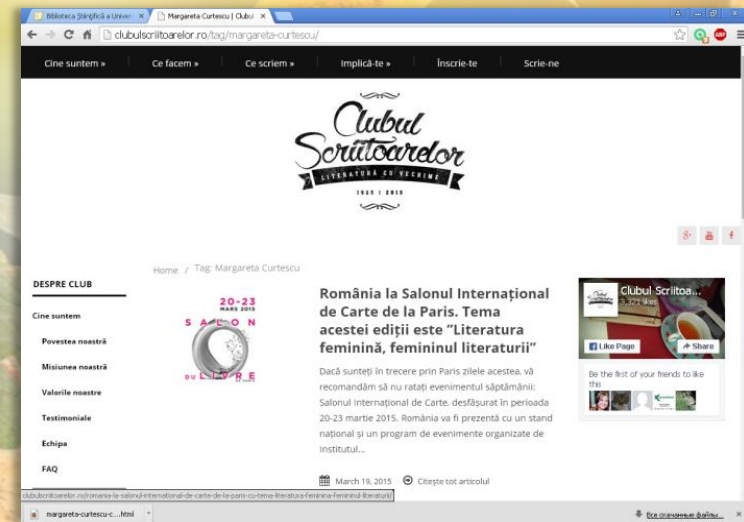 Biblioteca Științifică a Univer
Margareta Curtescu | Clubul
clubulscriitoarelor.ro/tag/margareta-curtescu/
Cine suntem » Ce facem » Ce scriem » Implică-te » Înscrie-te Scrie-ne
Clubul
Scriitoarelor
LITERATURĂ CU VECHIME
Home / Tag: Margareta Curtescu
DESPRE CLUB
Cine suntem
Povestea noastră
Misiunea noastră
Valorile noastre
Testimoniale
Echipa
FAQ
20-23
MARS 2015
SALON
DU LIVRE
România la Salonul Internațional
de Carte de la Paris. Tema
acestei ediții este ”Literatura
feminină, femininul literaturii”
Dacă sunteți în trecere prin Paris zilele acestea, vă
recomandăm să nu ratați evenimentul săptămânii:
Salonul Internațional de Carte, desfășurat în perioada
20-23 martie 2015. România va fi prezentă cu un stand
național și un program de evenimente organizate de
Institutul...
March 19, 2015 Citește tot articolul
Clubul Scriitoa...
3,321 likes
Like Page Share
Be the first of your friends to like
this
clubulscriitoarelor.ro/romania-la-salonul-international-de-carte-de-la-paris-cu-tema-literatura-feminina-femininul-literaturii/
margareta-curtescu-c....html
Все скачанные файлы...